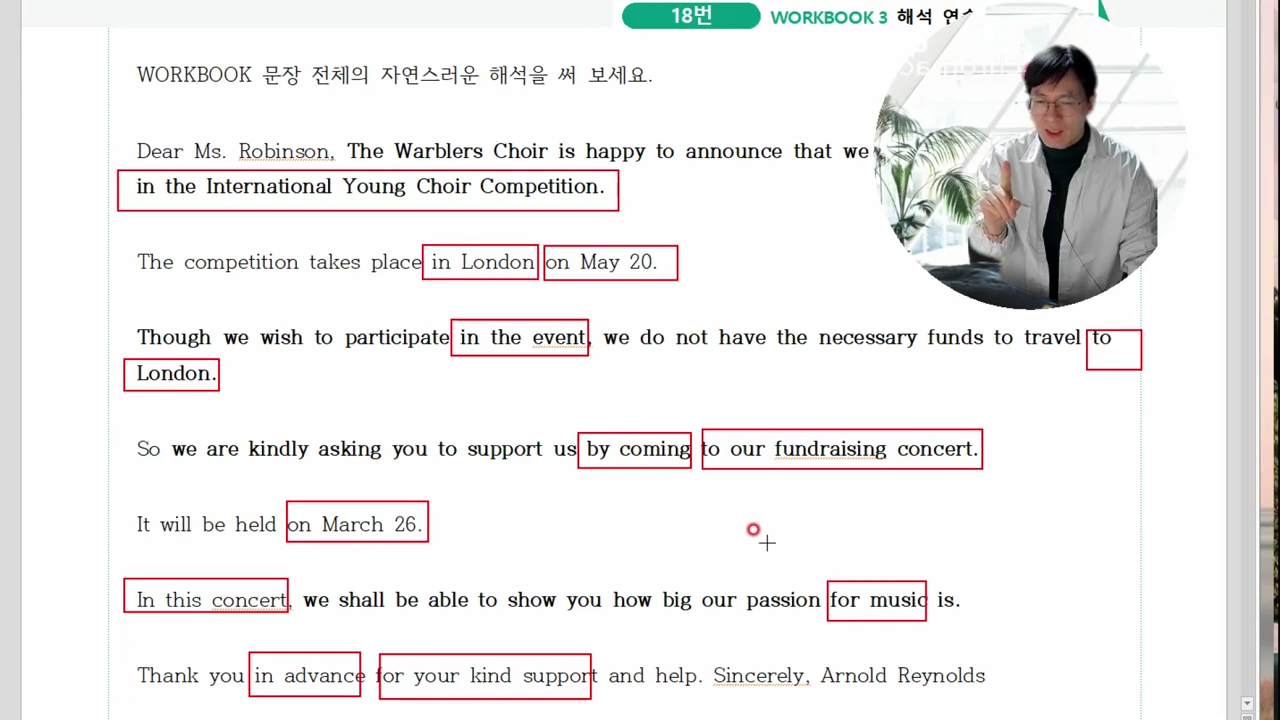 18번 WORKBOOK 3 해석
WORKBOOK 문장 전체의 자연스러운 해석을 써 보세요.
Dear Ms. Robinson, The Warblers Choir is happy to announce that we
in the International Young Choir Competition.
The competition takes place in London on May 20.
Though we wish to participate in the event, we do not have the necessary funds to travel to
London.
So we are kindly asking you to support us by coming to our fundraising concert.
It will be held on March 26.
In this concert, we shall be able to show you how big our passion for music is.
Thank you in advance for your kind support and help. Sincerely, Arnold Reynolds